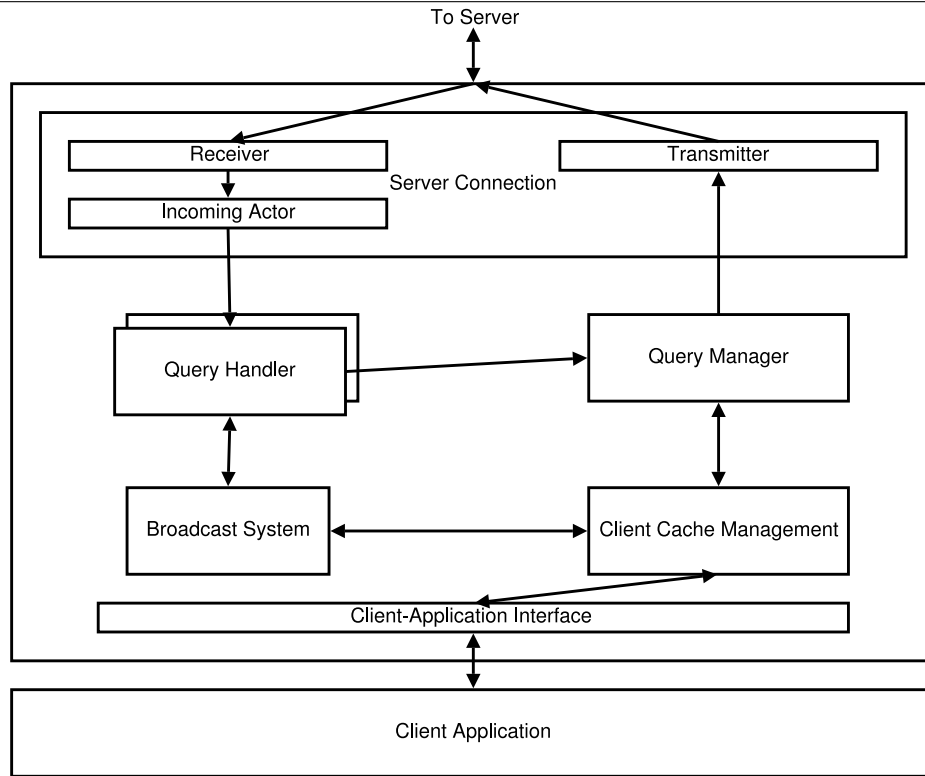 To Server
Receiver
Transmitter
Server Connection
Incoming Actor
Query Handler
Query Manager
Broadcast System
Client Cache Management
Client-Application Interface
Client Application